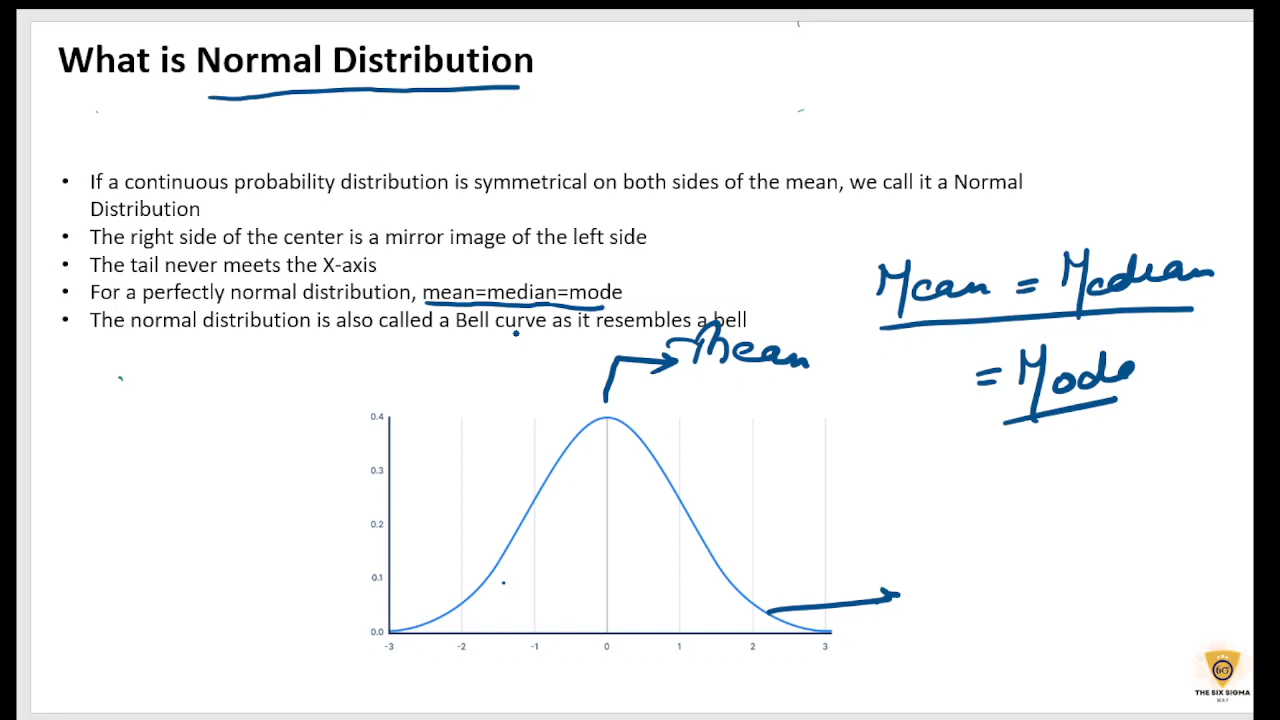 What is Normal Distribution
• If a continuous probability distribution is symmetrical on both sides of the mean, we call it a Normal
Distribution
• The right side of the center is a mirror image of the left side
• The tail never meets the X-axis
• For a perfectly normal distribution, mean=median=mode
• The normal distribution is also called a Bell curve as it resembles a bell
Mean = Median
= Mode
Mean
0.4
0.3
0.2
0.1
0.0
-3 -2 -1 0 1 2 3
6σ
THE SIX SIGMA
WAY